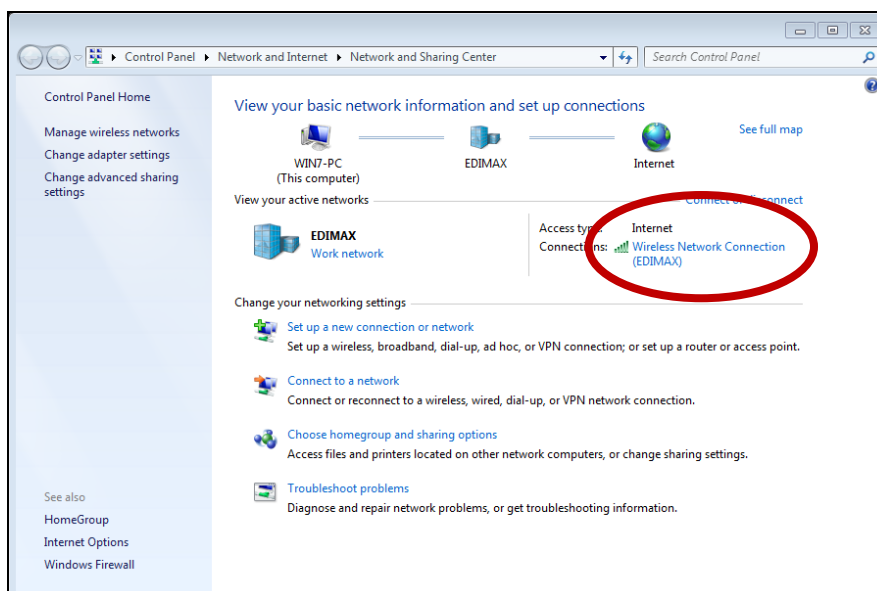 Control Panel ▸ Network and Internet ▸ Network and Sharing Center
Search Control Panel
Control Panel Home
Manage wireless networks
Change adapter settings
Change advanced sharing
settings
See also
HomeGroup
Internet Options
Windows Firewall
View your basic network information and set up connections
See full map
WIN7-PC
(This computer)
EDIMAX
Internet
View your active networks
Connect or disconnect
EDIMAX
Work network
Access type: Internet
Connections: Wireless Network Connection
(EDIMAX)
Change your networking settings
Set up a new connection or network
Set up a wireless, broadband, dial-up, ad hoc, or VPN connection; or set up a router or access point.
Connect to a network
Connect or reconnect to a wireless, wired, dial-up, or VPN network connection.
Choose homegroup and sharing options
Access files and printers located on other network computers, or change sharing settings.
Troubleshoot problems
Diagnose and repair network problems, or get troubleshooting information.